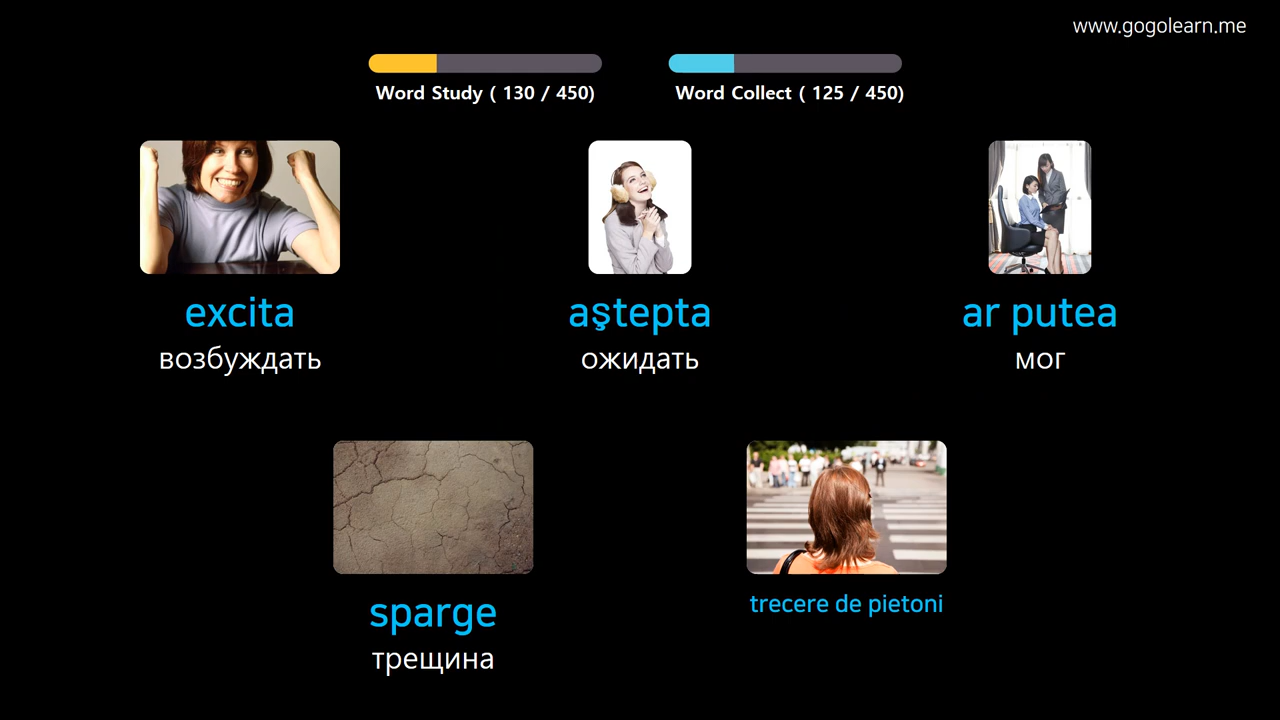 www.gogolearn.me
Word Study ( 130 / 450)
Word Collect ( 125 / 450)
excita
возбуждать
aştepta
ожидать
ar putea
мог
sparge
трещина
trecere de pietoni